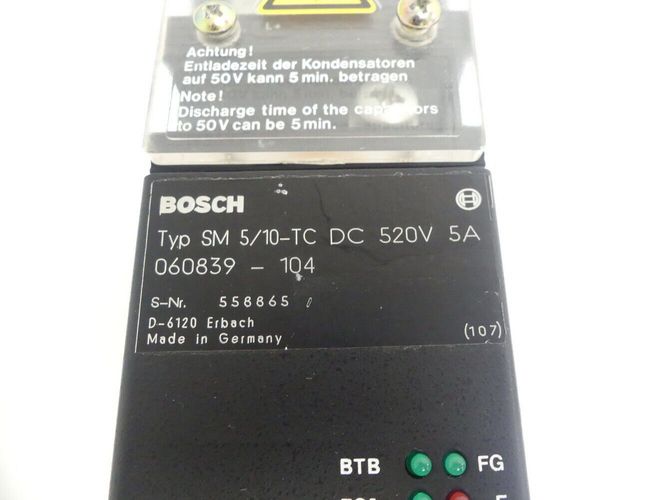 L-
Achtung!
Entladezeit der Kondensatoren
auf 50V kann 5 min. betragen
Note!
Discharge time of the capacitors
to 50V can be 5 min.
BOSCH
Typ SM 5/10-TC DC 520V 5A
060839 - 104
S-Nr. 558865
D-6120 Erbach
Made in Germany (107)
BTB FG